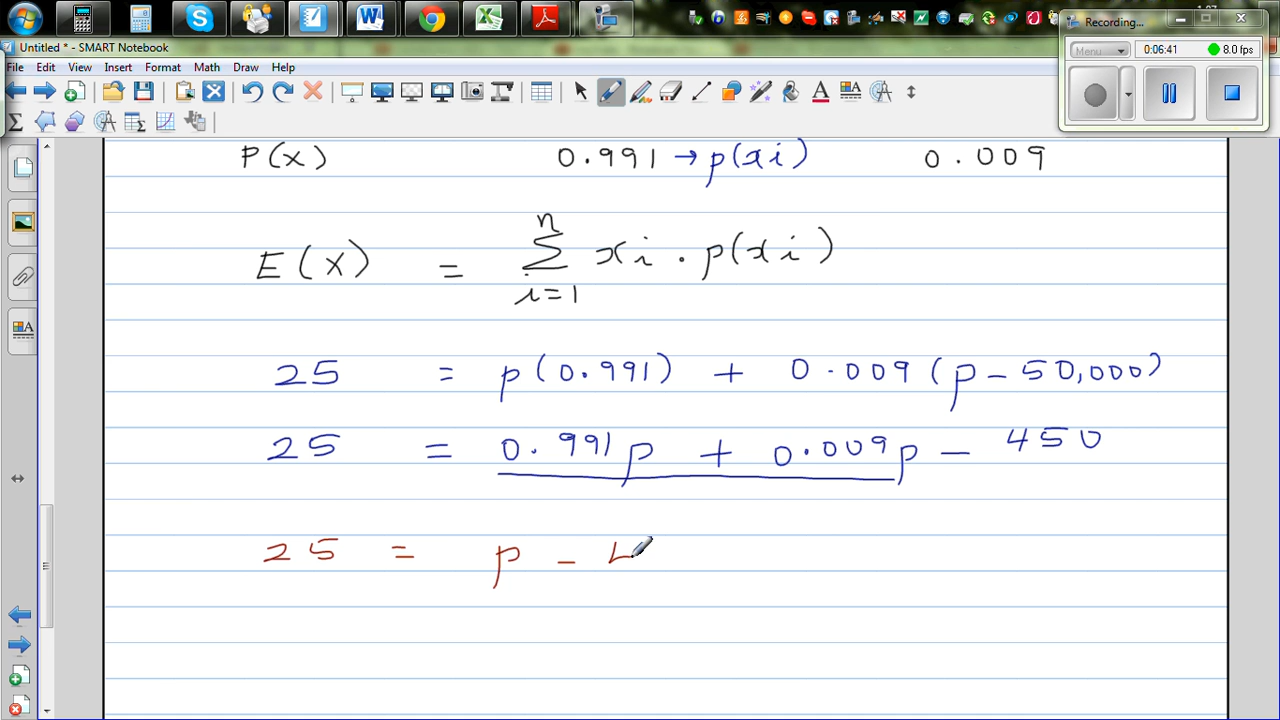 Recording...
Untitled * - SMART Notebook
Menu 0:06:41 8.0 fps
File Edit View Insert Format Math Draw Help
P(X) 0.991 → p(xi) 0.009
E(X) = n∑i=1 xi . p(xi)
25 = p(0.991) + 0.009(p - 50,000)
25 = 0.991p + 0.009p - 450
25 = p - 4